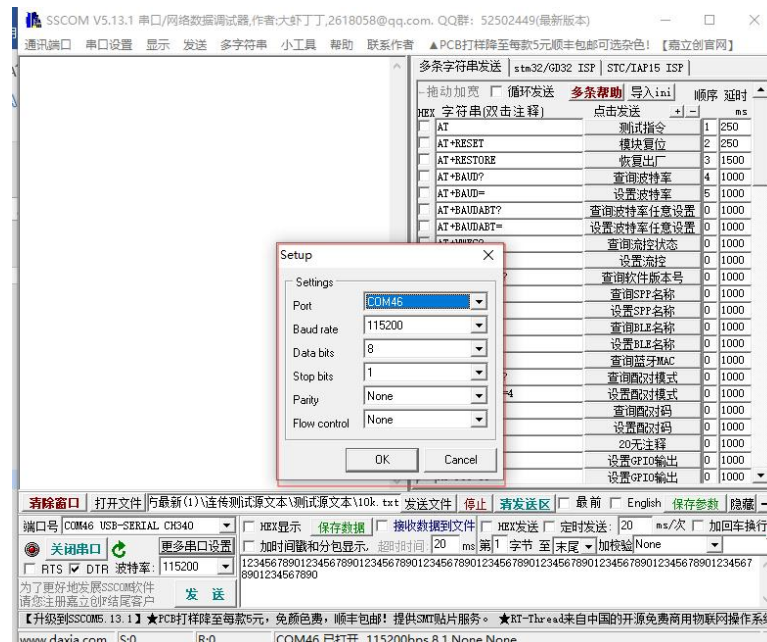 SSCOM V5.13.1 串口/网络数据调试器,作者:大虾丁丁,2618058@qq.com. QQ群: 52502449(最新版本)
通讯端口 串口设置 显示 发送 多字符串 小工具 帮助 联系作者 ▲PCB打样降至每款5元顺丰包邮可选杂色! 【嘉立创官网】
多条字符串发送 stm32/GD32 ISP STC/IAP15 ISP
拖动加宽 循环发送 多条帮助 导入ini 顺序 延时
HEX 字符串(双击注释) 点击发送 + - ms
AT 测试指令 1 250
AT+RESET 模块复位 2 250
AT+RESTORE 恢复出厂 3 1500
AT+BAUD? 查询波特率 4 1000
AT+BAUD= 设置波特率 5 1000
AT+BAUDABT? 查询波特率任意设置 0 1000
AT+BAUDABT= 设置波特率任意设置 0 1000
查询流控状态 0 1000
设置流控 0 1000
? 查询软件版本号 0 1000
查询SPP名称 0 1000
设置SPP名称 0 1000
查询BLE名称 0 1000
设置BLE名称 0 1000
查询蓝牙MAC 0 1000
? 查询配对模式 0 1000
=4 设置配对模式 0 1000
查询配对码 0 1000
设置配对码 0 1000
20无注释 0 1000
设置GPIO输出 0 1000
设置GPIO输出 0 1000
Setup
Settings
Port COM46
Baud rate 115200
Data bits 8
Stop bits 1
Parity None
Flow control None
OK Cancel
清除窗口 打开文件 最新(1)\连传测试源文本\测试源文本\10k.txt 发送文件 停止 清发送区 最前 English 保存参数 隐藏 -
端口号 COM46 USB-SERIAL CH340 HEX显示 保存数据 接收数据到文件 HEX发送 定时发送: 20 ms/次 加回车换行
关闭串口 更多串口设置 加时间戳和分包显示, 超时时间: 20 ms 第 1 字节 至 末尾 加校验 None
RTS DTR 波特率: 115200
123456789012345678901234567890123456789012345678901234567890123456789012345678901234567
8901234567890
为了更好地发展SSCOM软件
请您注册嘉立创F结尾客户
发 送
【升级到SSCOM5.13.1】★PCB打样降至每款5元,免颜色费,顺丰包邮! 提供SMT贴片服务. ★RT-Thread来自中国的开源免费商用物联网操作系
www.daxia.com S:0 R:0 COM46 已打开 115200bps,8,1,None,None